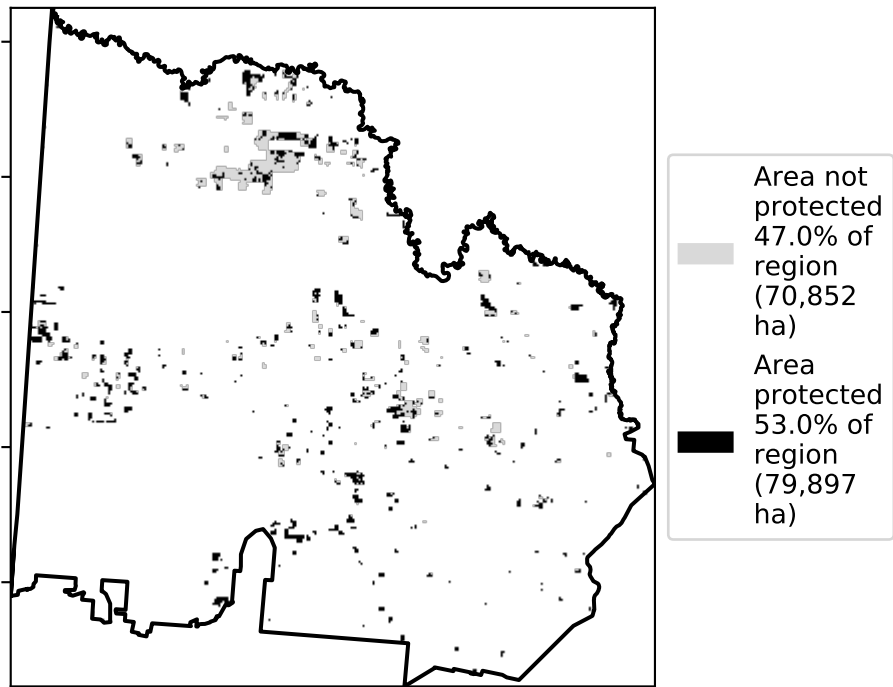 Area not
protected
47.0% of
region
(70,852
ha)
Area
protected
53.0% of
region
(79,897
ha)